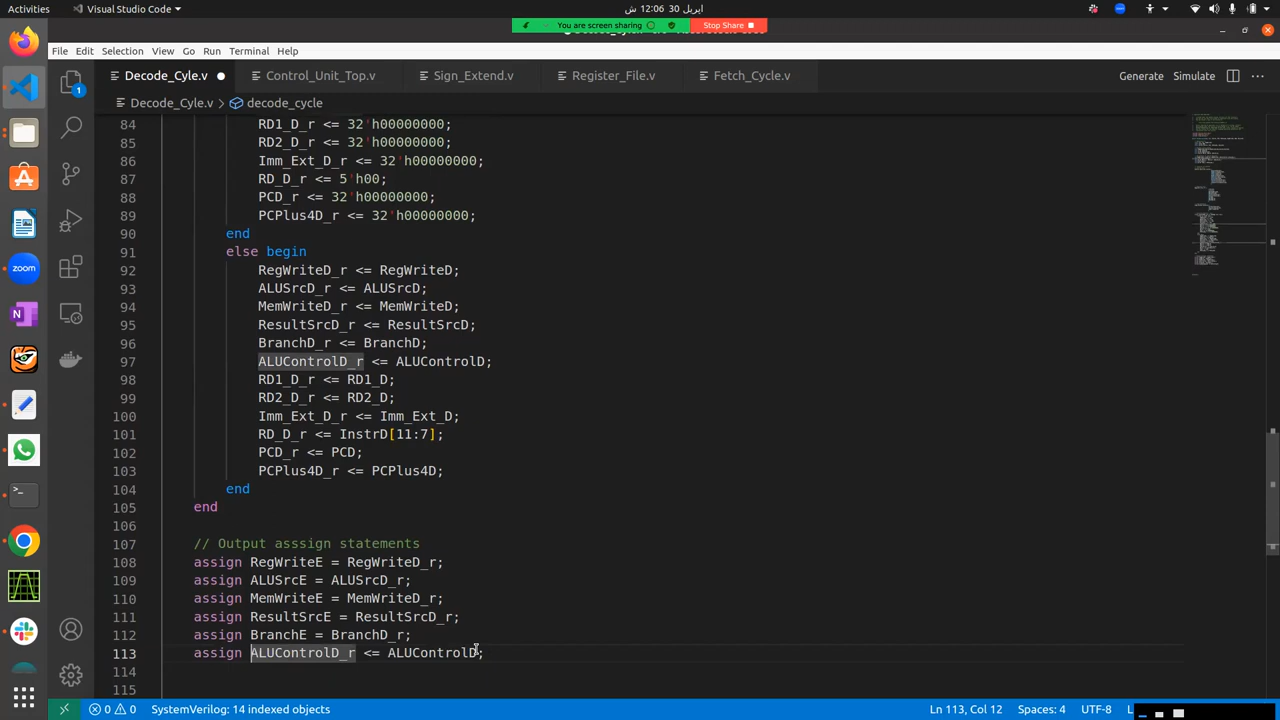 Activities Visual Studio Code 12:06 30 ابريل ش
You are screen sharing Stop Share
File Edit Selection View Go Run Terminal Help
Decode_Cyle.v Control_Unit_Top.v Sign_Extend.v Register_File.v Fetch_Cycle.v Generate Simulate
Decode_Cyle.v > decode_cycle
84 RD1_D_r <= 32'h00000000;
85 RD2_D_r <= 32'h00000000;
86 Imm_Ext_D_r <= 32'h00000000;
87 RD_D_r <= 5'h00;
88 PCD_r <= 32'h00000000;
89 PCPlus4D_r <= 32'h00000000;
90 end
91 else begin
92 RegWriteD_r <= RegWriteD;
93 ALUSrcD_r <= ALUSrcD;
94 MemWriteD_r <= MemWriteD;
95 ResultSrcD_r <= ResultSrcD;
96 BranchD_r <= BranchD;
97 ALUControlD_r <= ALUControlD;
98 RD1_D_r <= RD1_D;
99 RD2_D_r <= RD2_D;
100 Imm_Ext_D_r <= Imm_Ext_D;
101 RD_D_r <= InstrD[11:7];
102 PCD_r <= PCD;
103 PCPlus4D_r <= PCPlus4D;
104 end
105 end
106
107 // Output asssign statements
108 assign RegWriteE = RegWriteD_r;
109 assign ALUSrcE = ALUSrcD_r;
110 assign MemWriteE = MemWriteD_r;
111 assign ResultSrcE = ResultSrcD_r;
112 assign BranchE = BranchD_r;
113 assign ALUControlD_r <= ALUControlD;
114
115
1
zoom
0 0 SystemVerilog: 14 indexed objects Ln 113, Col 12 Spaces: 4 UTF-8 L